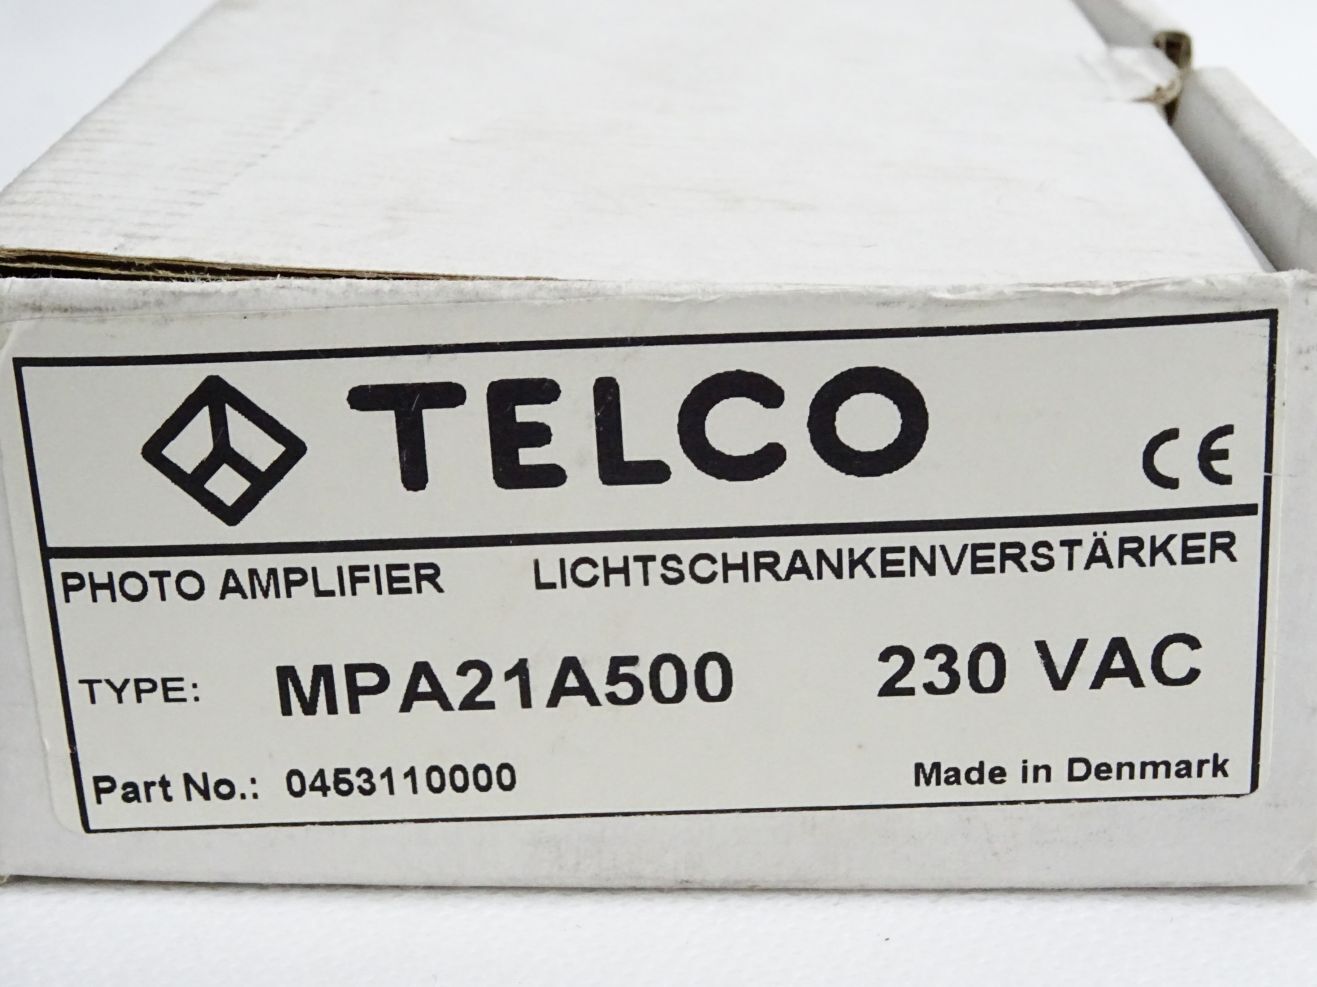 TELCO
CE
PHOTO AMPLIFIER LICHTSCHRANKENVERSTÄRKER
TYPE: MPA21A500 230 VAC
Part No.: 0453110000 Made in Denmark